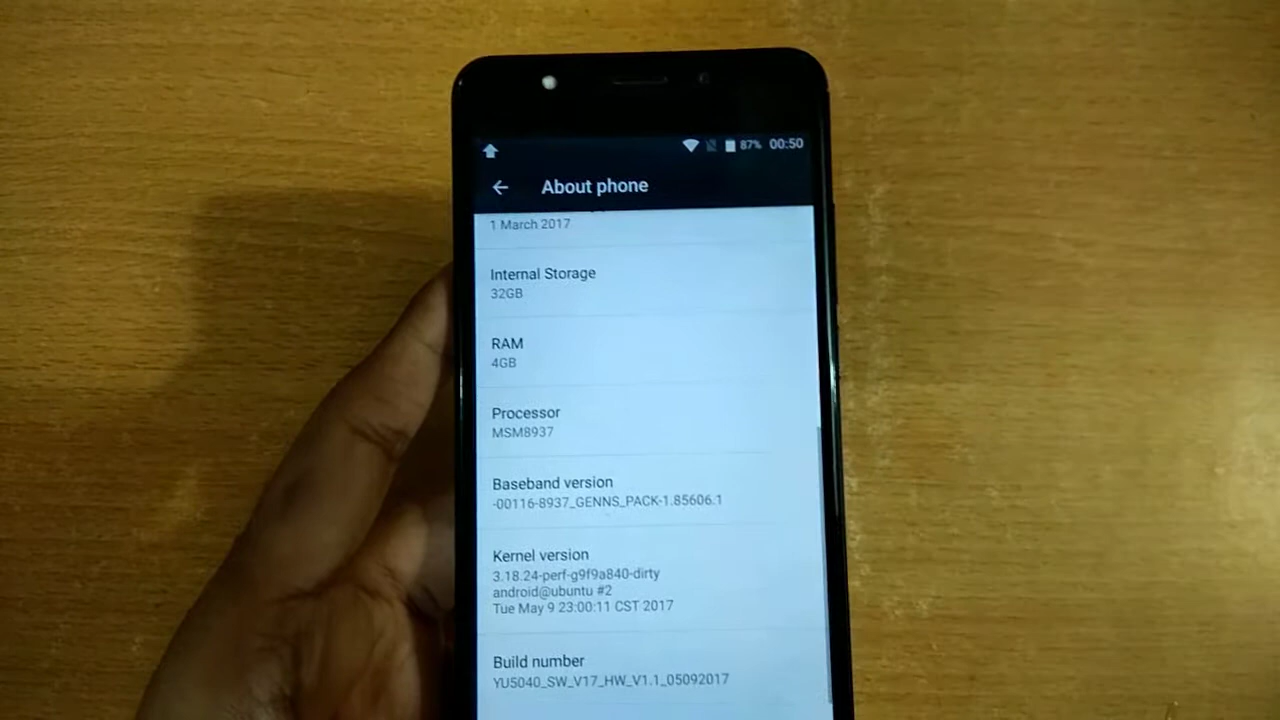 87% 00:50
About phone
1 March 2017
Internal Storage
32GB
RAM
4GB
Processor
MSM8937
Baseband version
-00116-8937_GENNS_PACK-1.85606.1
Kernel version
3.18.24-perf-g9f9a840-dirty
android@ubuntu #2
Tue May 9 23:00:11 CST 2017
Build number
YU5040_SW_V17_HW_V1.1_05092017